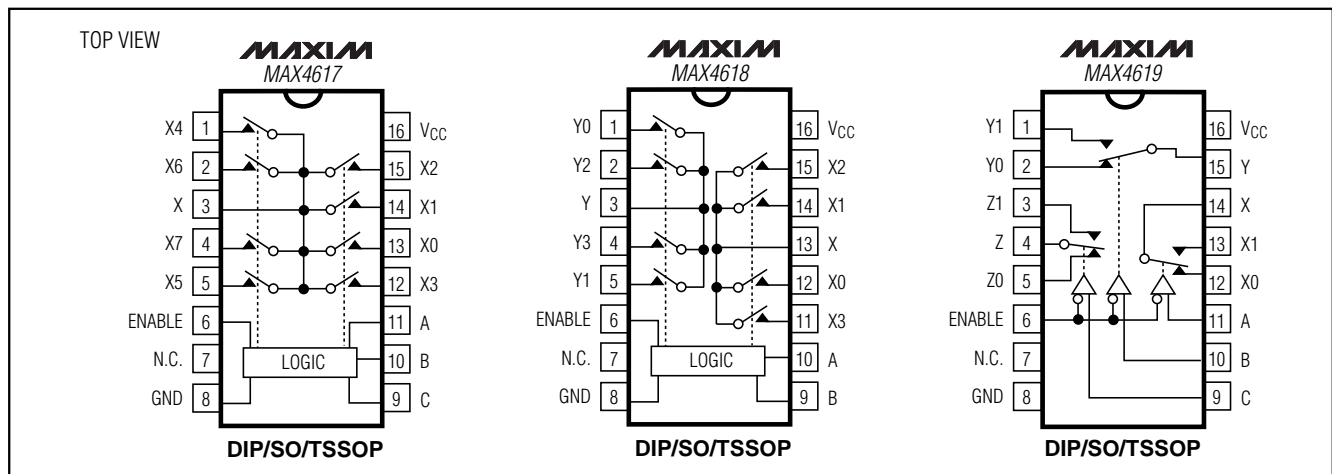 TOP VIEW
MAXIM
MAX4617
X4 1
X6 2
X 3
X7 4
X5 5
ENABLE 6
N.C. 7
GND 8
16 VCC
15 X2
14 X1
13 X0
12 X3
11 A
10 B
9 C
LOGIC
DIP/SO/TSSOP
MAXIM
MAX4618
Y0 1
Y2 2
Y 3
Y3 4
Y1 5
ENABLE 6
N.C. 7
GND 8
16 VCC
15 X2
14 X1
13 X
12 X0
11 X3
10 A
9 B
LOGIC
DIP/SO/TSSOP
MAXIM
MAX4619
Y1 1
Y0 2
Z1 3
Z 4
Z0 5
ENABLE 6
N.C. 7
GND 8
16 VCC
15 Y
14 X
13 X1
12 X0
11 A
10 B
9 C
DIP/SO/TSSOP